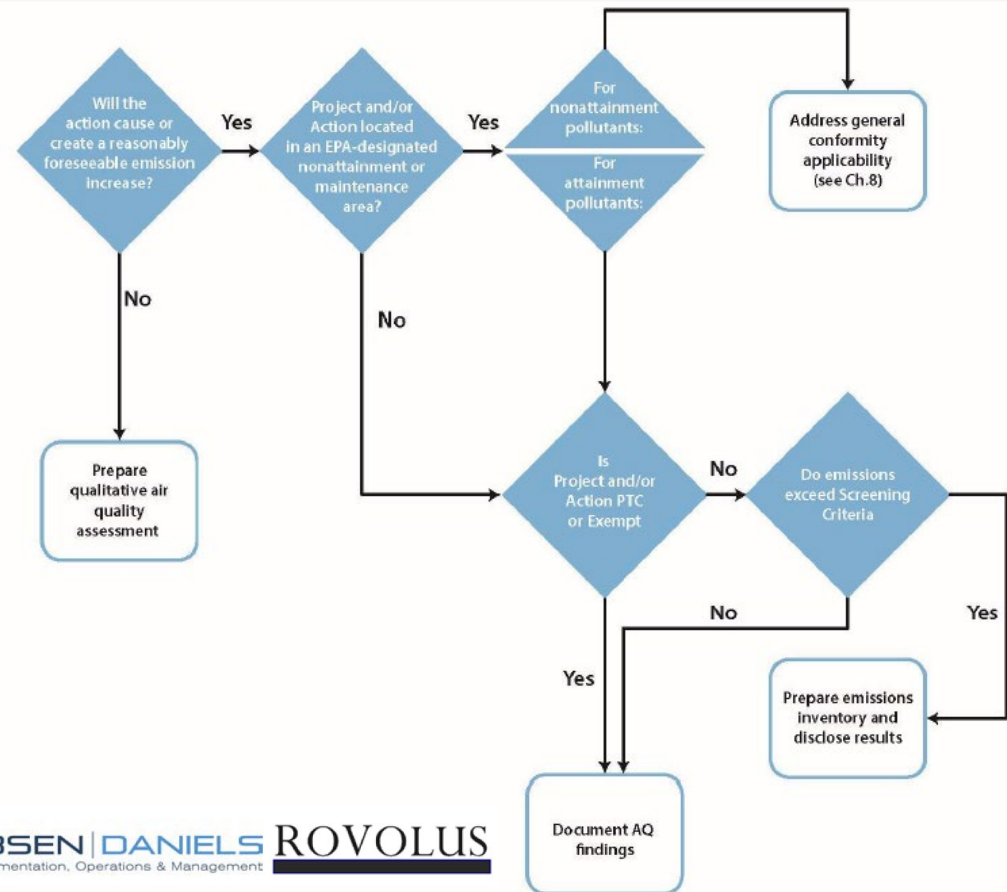 Will the
action cause or
create a reasonably
foreseeable emission
increase?
Yes
Project and/or
Action located
in an EPA-designated
nonattainment or
maintenance
area?
Yes
For
nonattainment
pollutants:
For
attainment
pollutants:
Address general
conformity
applicability
(see Ch.8)
No
No
Prepare
qualitative air
quality
assessment
Is
Project and/or
Action PTC
or Exempt
No
Do emissions
exceed Screening
Criteria
No
Yes
Yes
Prepare emissions
inventory and
disclose results
Document AQ
findings
DANIELS
Operations & Management
ROVOLUS